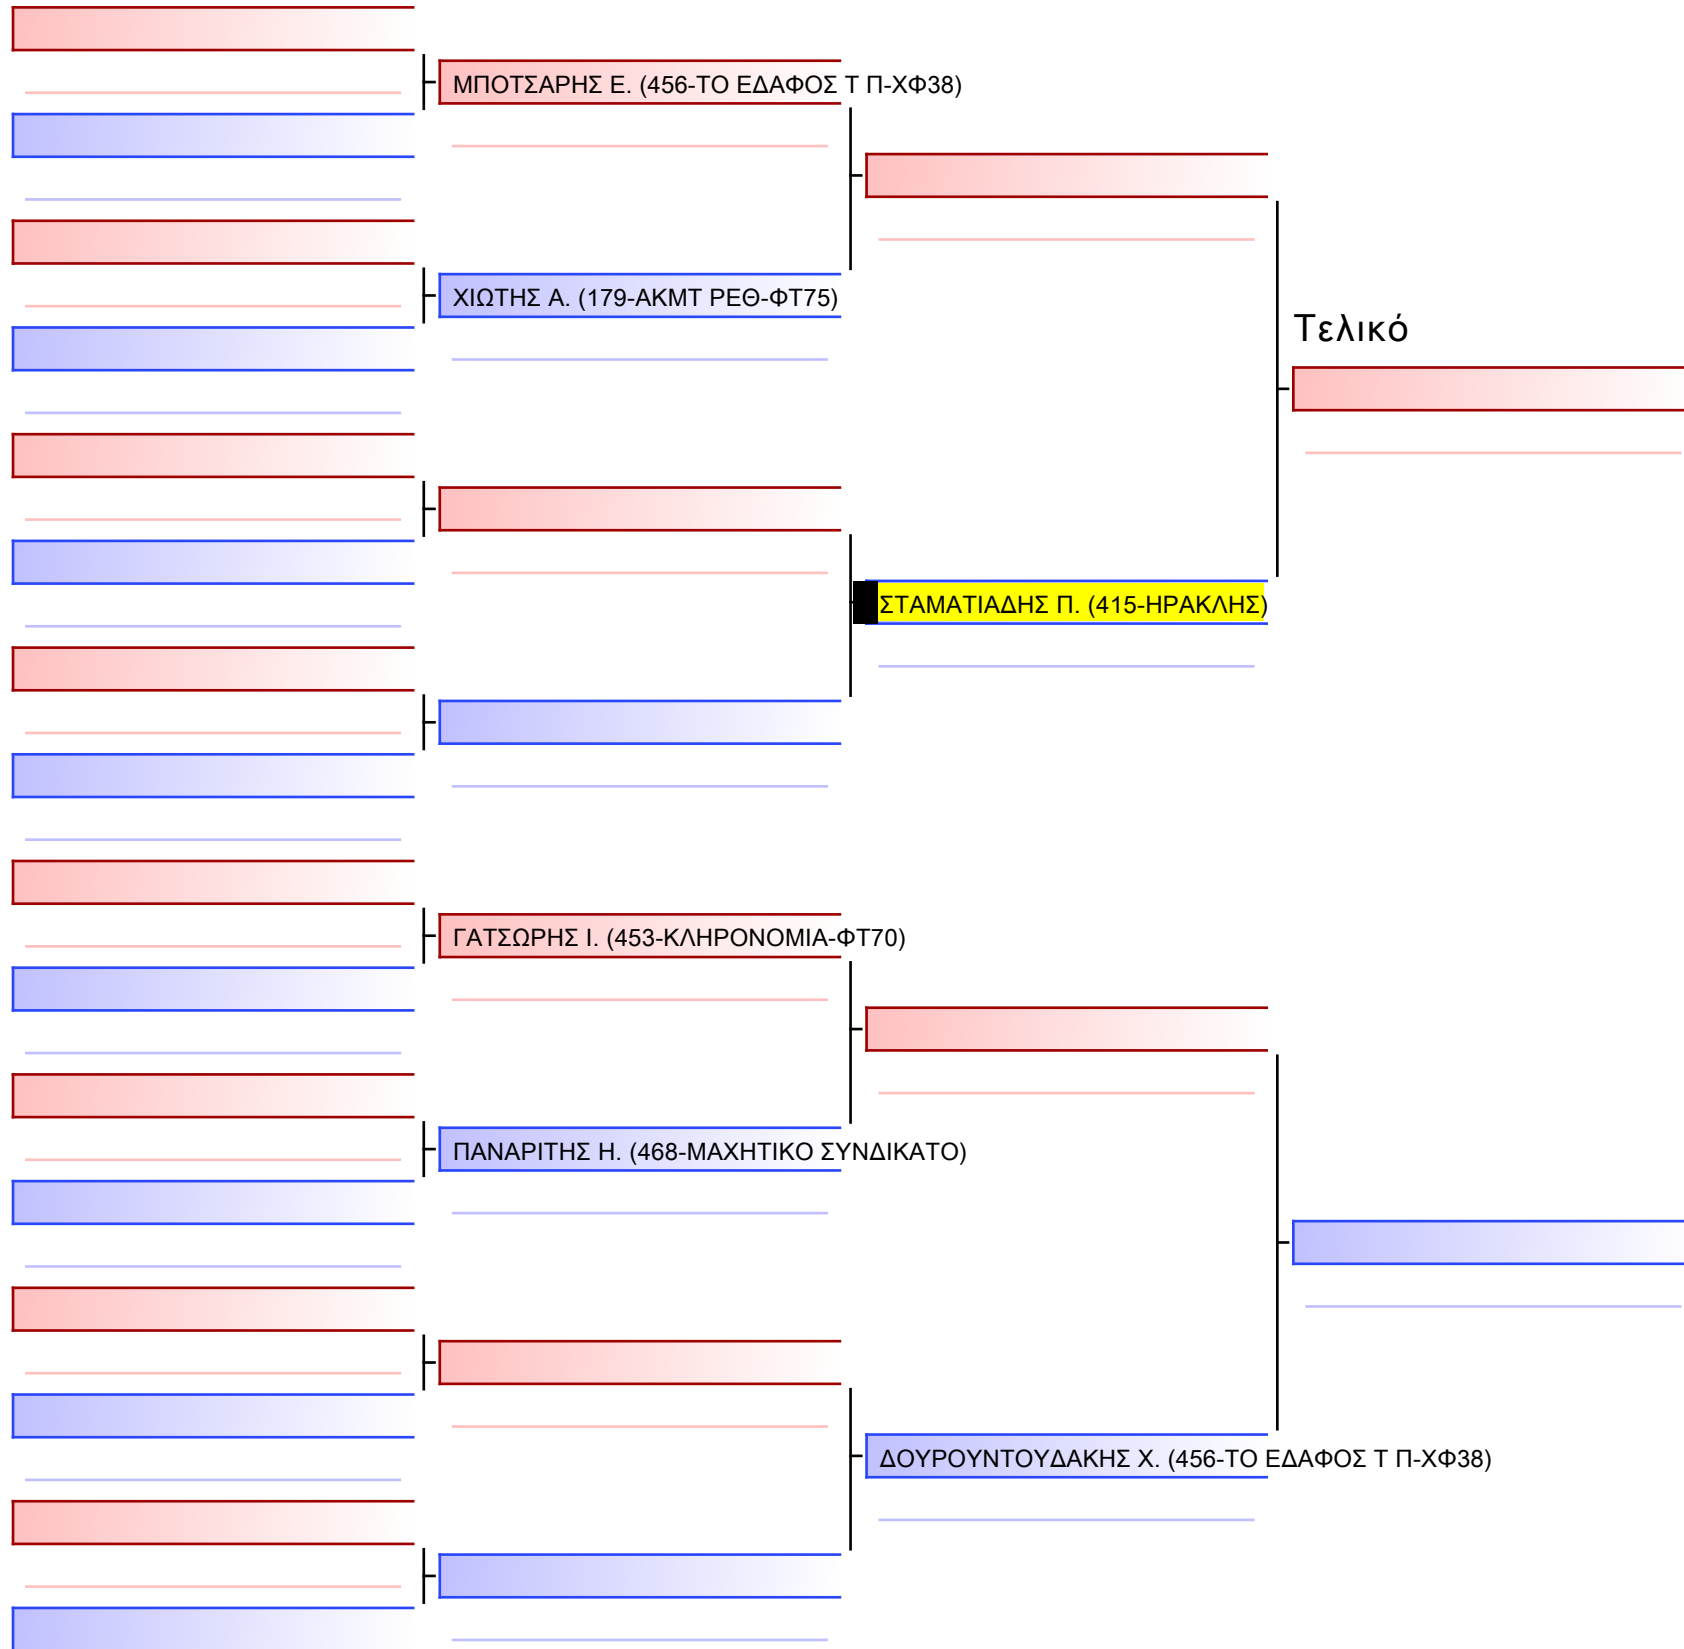 ΜΠΟΤΣΑΡΗΣ Ε. (456-ΤΟ ΕΔΑΦΟΣ Τ Π-ΧΦ38)
ΧΙΩΤΗΣ Α. (179-ΑΚΜΤ ΡΕΘ-ΦΤ75)
Τελικό
ΣΤΑΜΑΤΙΑΔΗΣ Π. (415-ΗΡΑΚΛΗΣ)
ΓΑΤΣΩΡΗΣ Ι. (453-ΚΛΗΡΟΝΟΜΙΑ-ΦΤ70)
ΠΑΝΑΡΙΤΗΣ Η. (468-ΜΑΧΗΤΙΚΟ ΣΥΝΔΙΚΑΤΟ)
ΔΟΥΡΟΥΝΤΟΥΔΑΚΗΣ Χ. (456-ΤΟ ΕΔΑΦΟΣ Τ Π-ΧΦ38)